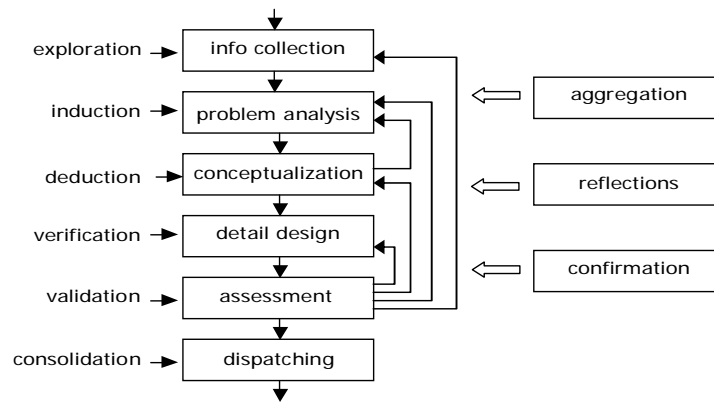 exploration
info collection
aggregation
induction
problem analysis
deduction
conceptualization
reflections
verification
detail design
confirmation
validation
assessment
consolidation
dispatching